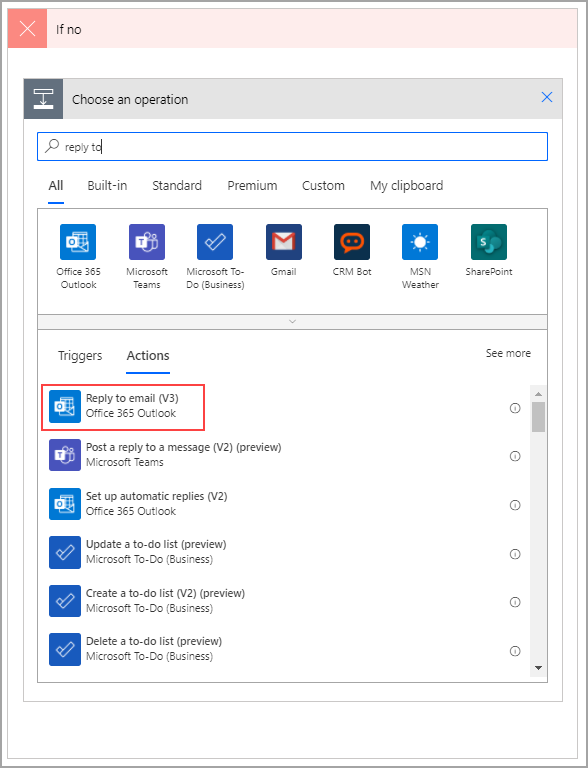 If no
Choose an operation
reply to
All Built-in Standard Premium Custom My clipboard
Office 365 Outlook
Microsoft Teams
Microsoft To-Do (Business)
Gmail
CRM Bot
MSN Weather
SharePoint
Triggers Actions See more
Reply to email (V3)
Office 365 Outlook
Post a reply to a message (V2) (preview)
Microsoft Teams
Set up automatic replies (V2)
Office 365 Outlook
Update a to-do list (preview)
Microsoft To-Do (Business)
Create a to-do list (V2) (preview)
Microsoft To-Do (Business)
Delete a to-do list (preview)
Microsoft To-Do (Business)